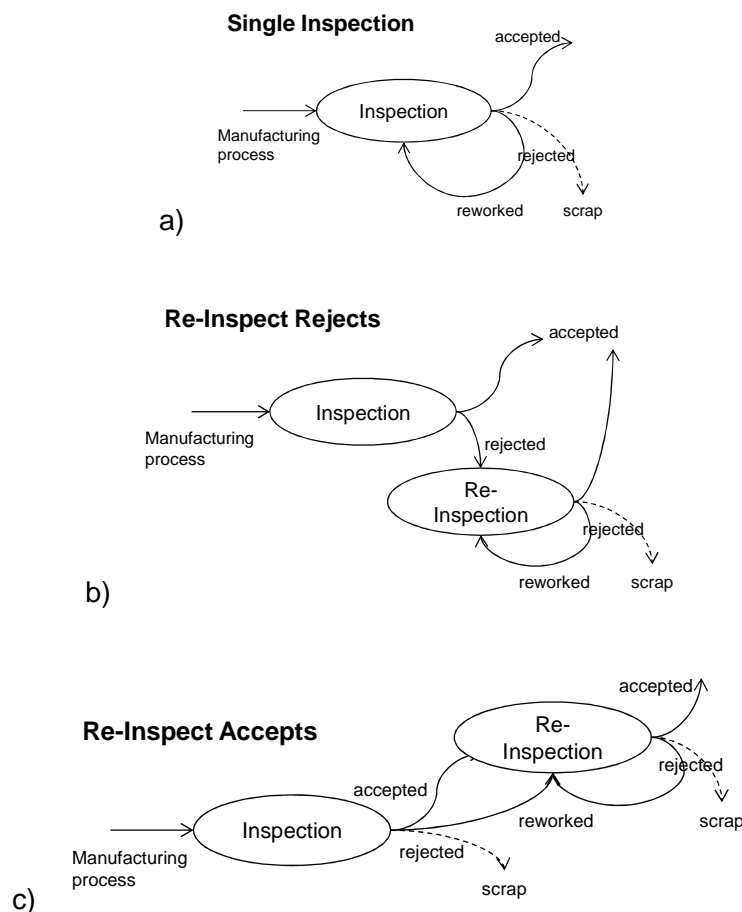 Single Inspection
accepted
Inspection
Manufacturing
process
rejected
reworked
scrap
a)
Re-Inspect Rejects
accepted
Inspection
Manufacturing
process
rejected
Re-
Inspection
rejected
reworked
scrap
b)
Re-Inspect Accepts
accepted
Re-
Inspection
rejected
accepted
Inspection
reworked
scrap
Manufacturing
process
rejected
scrap
c)